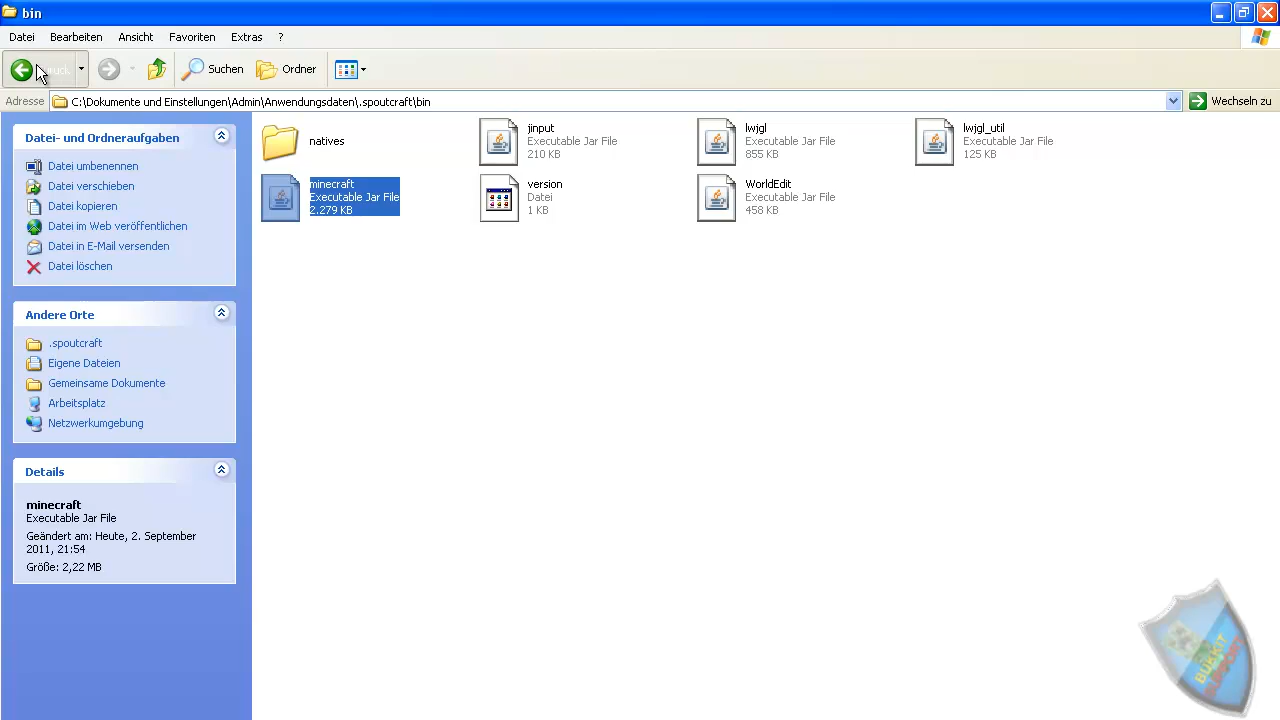 bin
Datei Bearbeiten Ansicht Favoriten Extras ?
Suchen Ordner
Adresse C:\Dokumente und Einstellungen\Admin\Anwendungsdaten\.spoutcraft\bin Wechseln zu
Datei- und Ordneraufgaben
Datei umbenennen
Datei verschieben
Datei kopieren
Datei im Web veröffentlichen
Datei in E-Mail versenden
Datei löschen
Andere Orte
.spoutcraft
Eigene Dateien
Gemeinsame Dokumente
Arbeitsplatz
Netzwerkumgebung
Details
minecraft
Executable Jar File
Geändert am: Heute, 2. September
2011, 21:54
Größe: 2,22 MB
natives
jinput
Executable Jar File
210 KB
lwjgl
Executable Jar File
855 KB
lwjgl_util
Executable Jar File
125 KB
minecraft
Executable Jar File
2.279 KB
version
Datei
1 KB
WorldEdit
Executable Jar File
458 KB
BUKKIT
SUPPORT